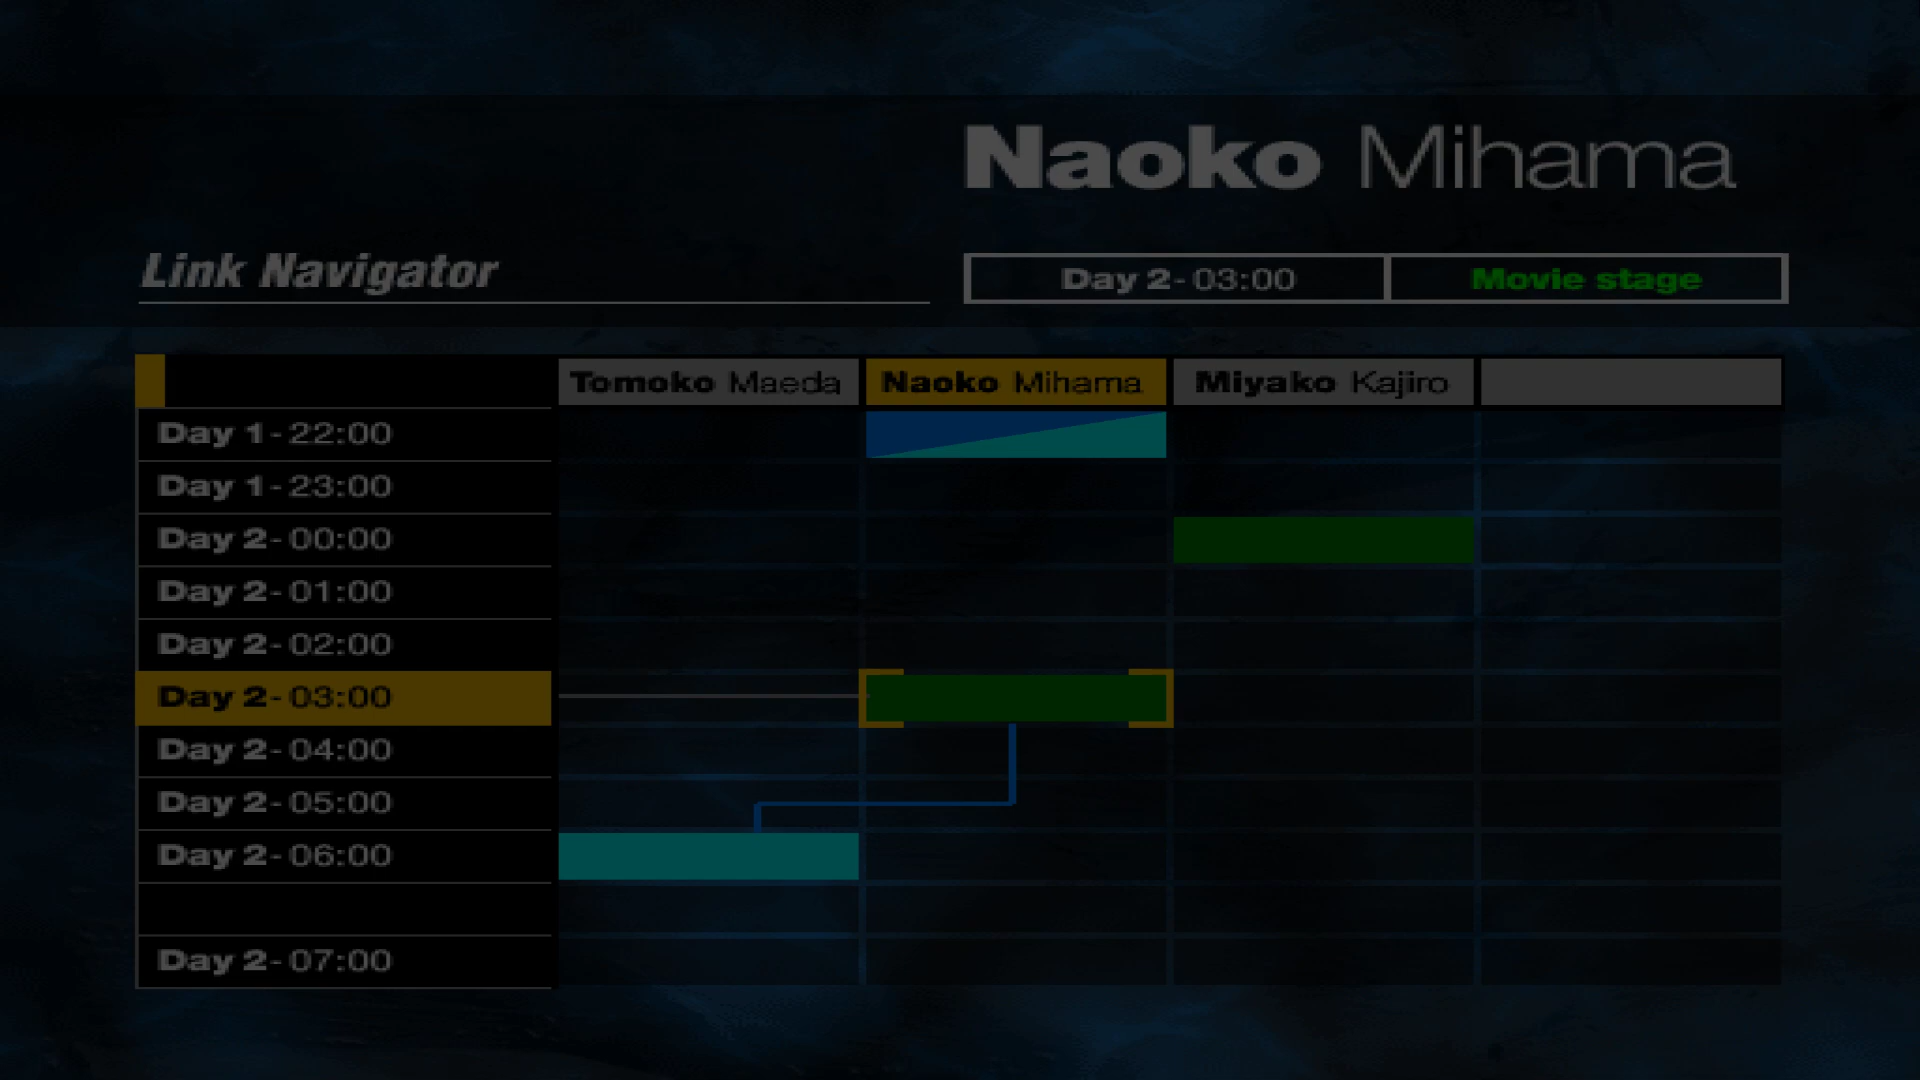 Naoko Mihama
Link Navigator
Day 2- 03:00
Movie stage
Tomoko Maeda
Naoko Mihama
Miyako Kajiro
Day 1- 22:00
Day 1- 23:00
Day 2- 00:00
Day 2- 01:00
Day 2- 02:00
Day 2- 03:00
Day 2- 04:00
Day 2- 05:00
Day 2- 06:00
Day 2- 07:00